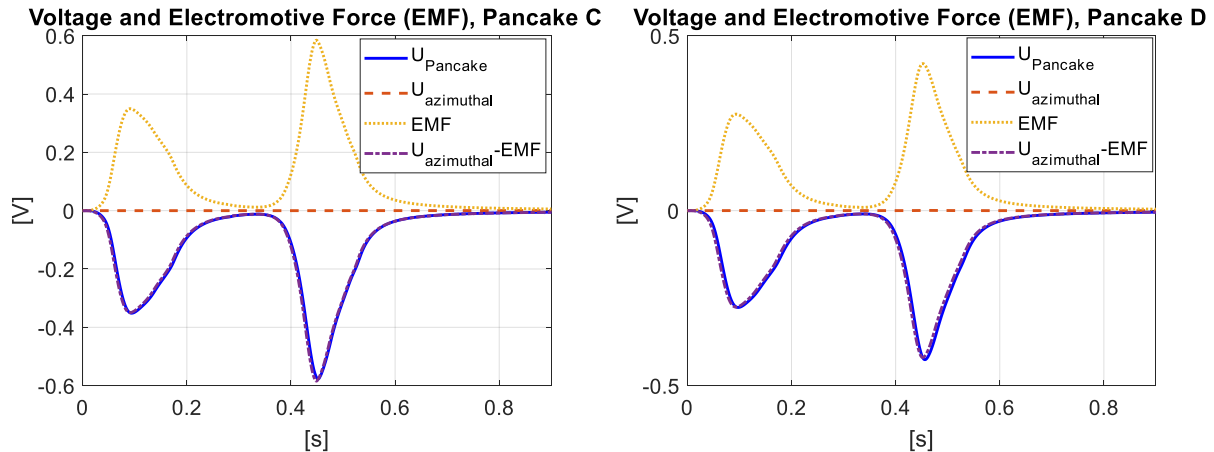 Voltage and Electromotive Force (EMF), Pancake C
0.6
0.4
0.2
0
-0.2
-0.4
-0.6
[V]
0
0.2
0.4
0.6
0.8
[s]
U_Pancake
U_azimuthal
EMF
U_azimuthal-EMF
Voltage and Electromotive Force (EMF), Pancake D
0.5
0
-0.5
[V]
0
0.2
0.4
0.6
0.8
[s]
U_Pancake
U_azimuthal
EMF
U_azimuthal-EMF